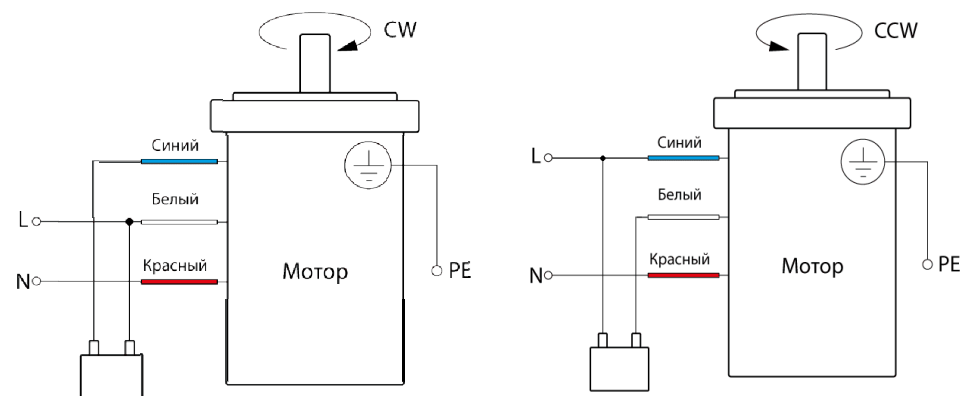 CW
Синий
Белый
L
Красный
N
Мотор
PE
CCW
Синий
L
Белый
Красный
N
Мотор
PE